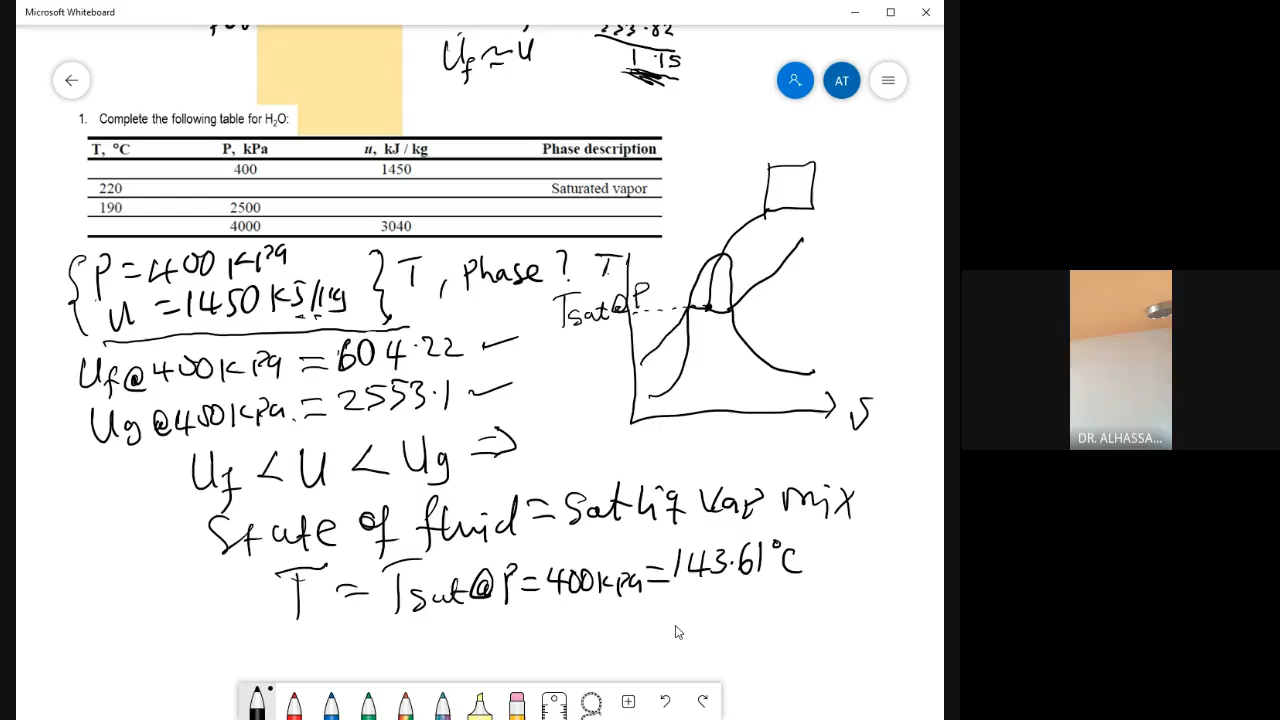 Microsoft Whiteboard
Uf ≃ u
1.15
AT
1. Complete the following table for H2O:
T, °C P, kPa u, kJ / kg Phase description
400 1450
220 Saturated vapor
190 2500
4000 3040
{ P = 400 kPa
u = 1450 kJ/kg } T, phase?
T
Tsat@P
Uf@400kPa = 604.22 ✓
Ug@400kPa = 2553.1 ✓
Uf < U < Ug ⇒
State of fluid = Sat liq vap mix
T = Tsat@P = 400kPa = 143.61°C
DR. ALHASSA...